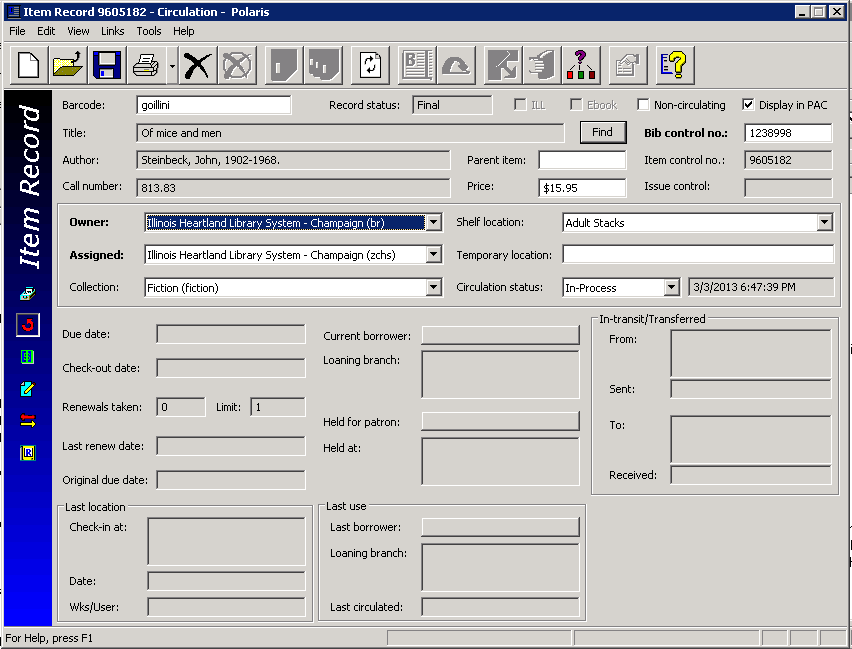 Item Record 9605182 - Circulation - Polaris
File Edit View Links Tools Help
Item Record
Barcode: goillini Record status: Final ILL Ebook Non-circulating Display in PAC
Title: Of mice and men Find Bib control no.: 1238998
Author: Steinbeck, John, 1902-1968. Parent item: Item control no.: 9605182
Call number: 813.83 Price: $15.95 Issue control:
Owner: Illinois Heartland Library System - Champaign (br) Shelf location: Adult Stacks
Assigned: Illinois Heartland Library System - Champaign (zchs) Temporary location:
Collection: Fiction (fiction) Circulation status: In-Process 3/3/2013 6:47:39 PM
In-transit/Transferred
Due date: Current borrower: From:
Check-out date: Loaning branch:
Sent:
Renewals taken: 0 Limit: 1
Held for patron: To:
Last renew date: Held at:
Original due date: Received:
Last location Last use
Check-in at: Last borrower:
Loaning branch:
Date:
Wks/User: Last circulated:
For Help, press F1